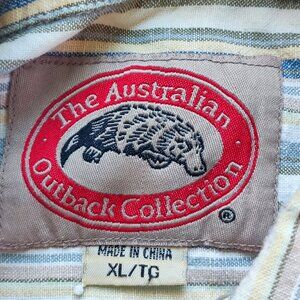 The Australian
Outback Collection
®
MADE IN CHINA
XL/TG